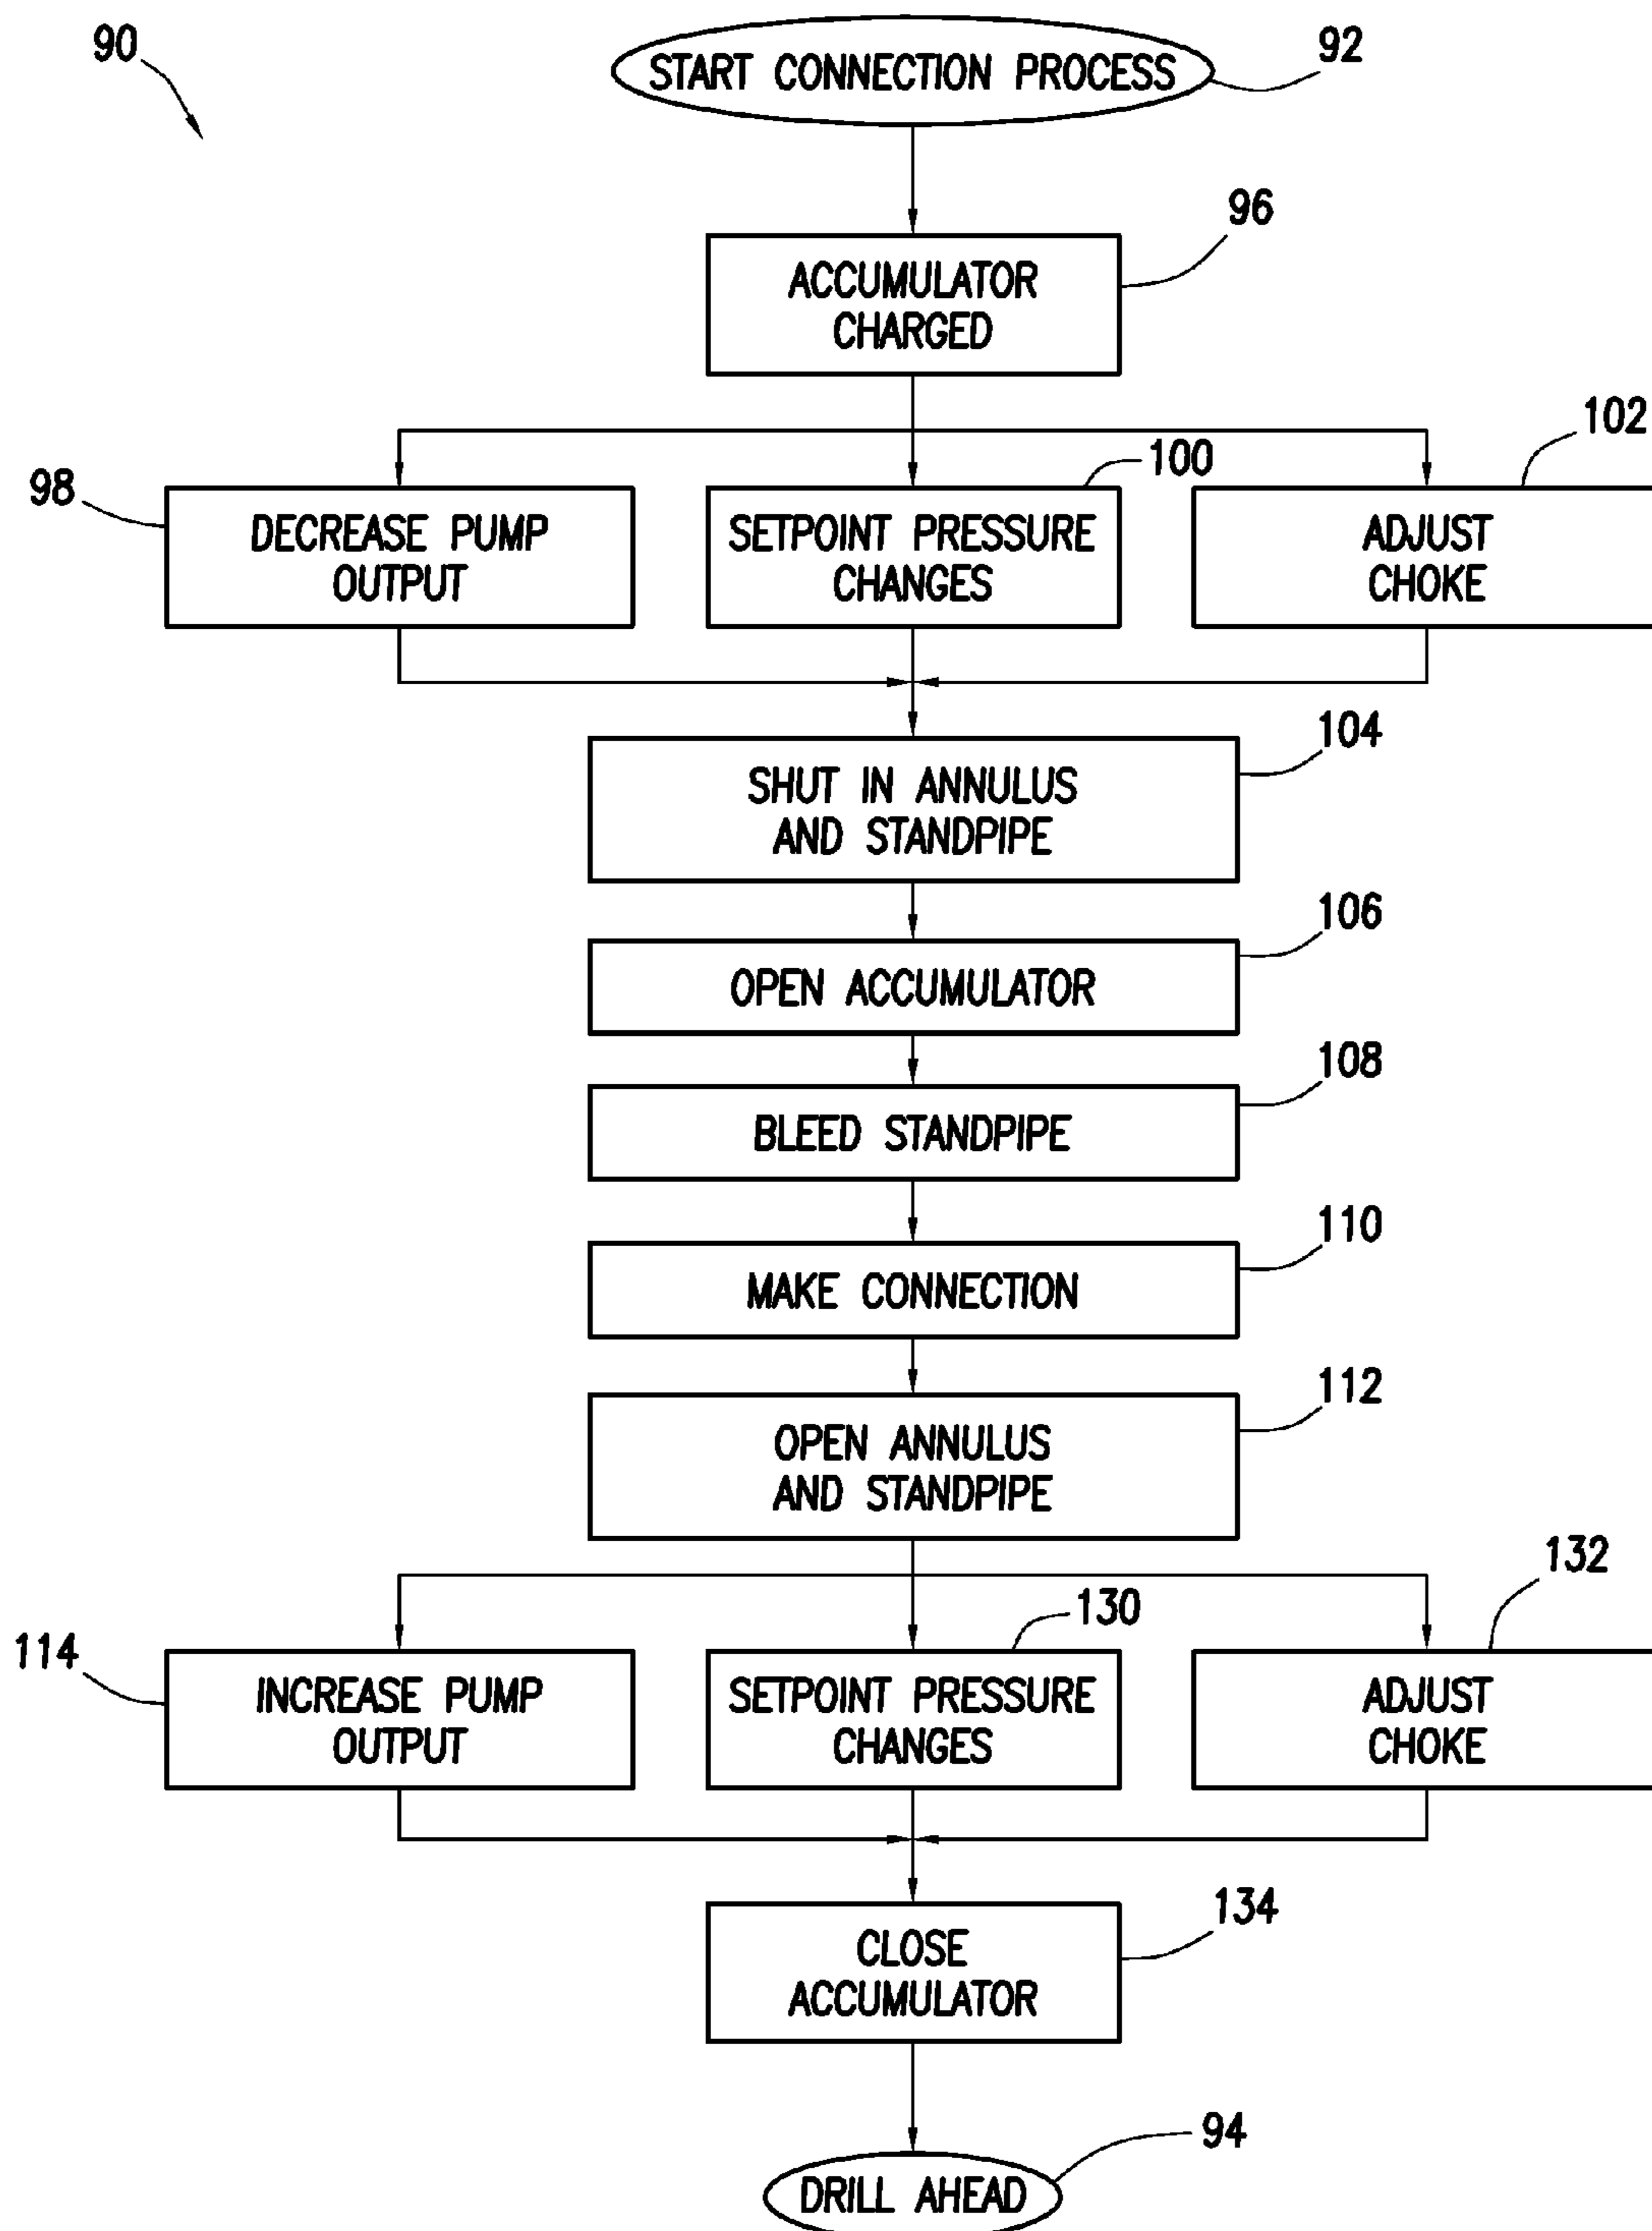 90
START CONNECTION PROCESS
92
96
ACCUMULATOR
CHARGED
102
98
100
DECREASE PUMP
OUTPUT
SETPOINT PRESSURE
CHANGES
ADJUST
CHOKE
104
SHUT IN ANNULUS
AND STANDPIPE
106
OPEN ACCUMULATOR
108
BLEED STANDPIPE
110
MAKE CONNECTION
112
OPEN ANNULUS
AND STANDPIPE
132
130
114
INCREASE PUMP
OUTPUT
SETPOINT PRESSURE
CHANGES
ADJUST
CHOKE
134
CLOSE
ACCUMULATOR
94
DRILL AHEAD